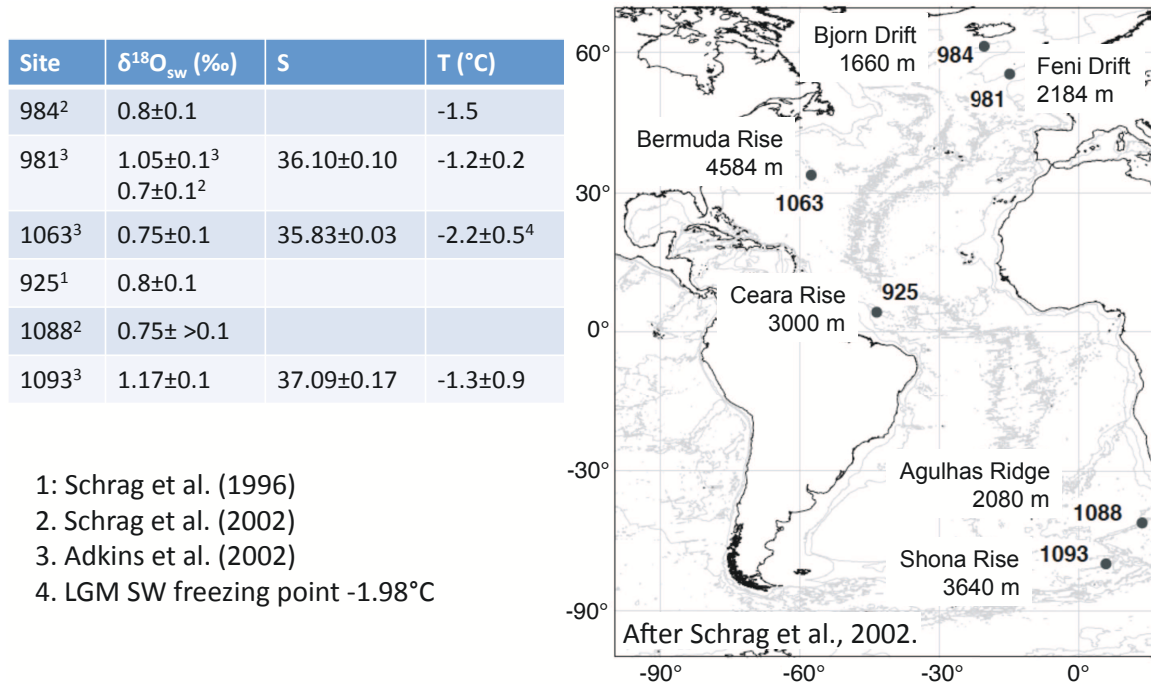 Site δ¹⁸Osw (‰) S T (°C)
984² 0.8±0.1 -1.5
981³ 1.05±0.1³ 36.10±0.10 -1.2±0.2
0.7±0.1²
1063³ 0.75±0.1 35.83±0.03 -2.2±0.5⁴
925¹ 0.8±0.1
1088² 0.75± >0.1
1093³ 1.17±0.1 37.09±0.17 -1.3±0.9
1: Schrag et al. (1996)
2. Schrag et al. (2002)
3. Adkins et al. (2002)
4. LGM SW freezing point -1.98°C
60°
30°
0°
-30°
-90°
Bjorn Drift
1660 m
984
Feni Drift
2184 m
981
Bermuda Rise
4584 m
1063
925
Ceara Rise
3000 m
Agulhas Ridge
2080 m
1088
1093
Shona Rise
3640 m
After Schrag et al., 2002.
-90° -60° -30° 0°